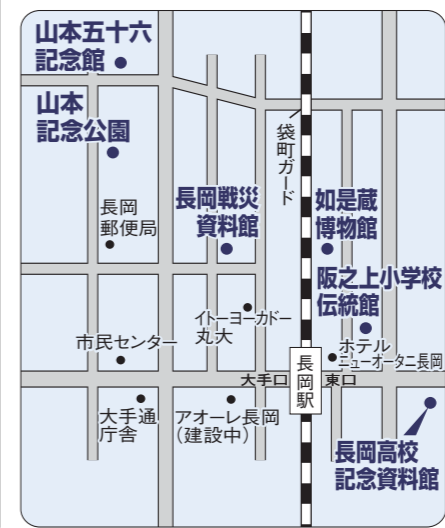 山本五十六
記念館
山本
記念公園
長岡
郵便局
長岡戦災
資料館
袋町ガード
如是蔵
博物館
阪之上小学校
伝統館
イトーヨーカドー
丸大
市民センター
ホテル
ニューオータニ長岡
大手口
長岡駅
東口
大手通
庁舎
アオーレ長岡
(建設中)
長岡高校
記念資料館